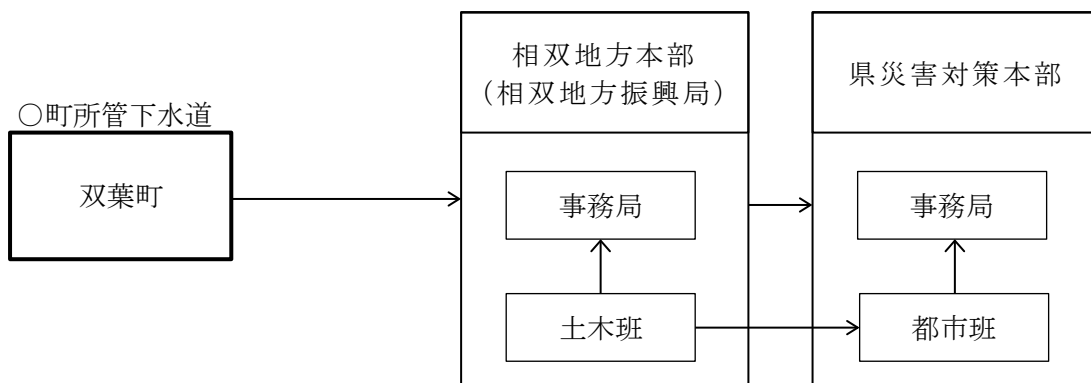 ○町所管下水道
双葉町
相双地方本部
(相双地方振興局)
事務局
土木班
県災害対策本部
事務局
都市班